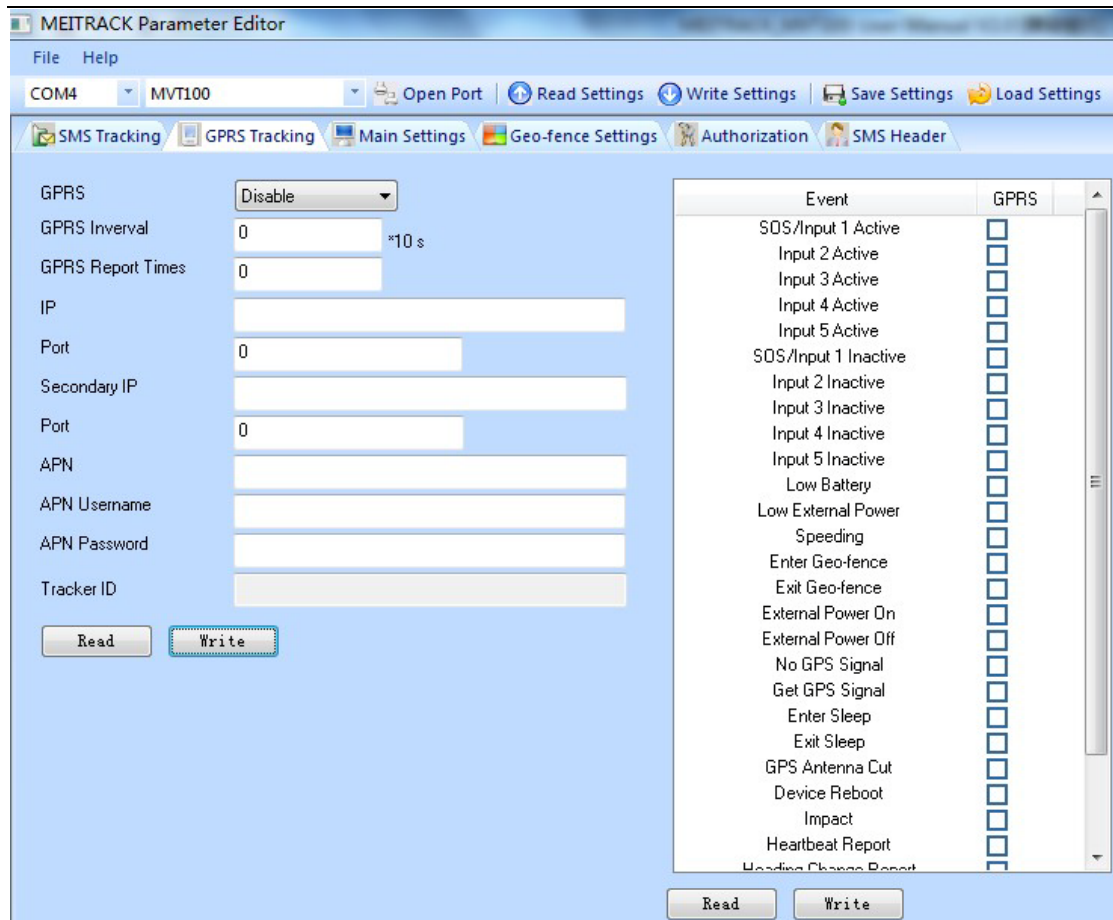 MEITRACK Parameter Editor
File Help
COM4 MVT100 Open Port Read Settings Write Settings Save Settings Load Settings
SMS Tracking GPRS Tracking Main Settings Geo-fence Settings Authorization SMS Header
GPRS Disable
GPRS Inverval 0 *10 s
GPRS Report Times 0
IP
Port 0
Secondary IP
Port 0
APN
APN Username
APN Password
Tracker ID
Read Write
Event GPRS
SOS/Input 1 Active
Input 2 Active
Input 3 Active
Input 4 Active
Input 5 Active
SOS/Input 1 Inactive
Input 2 Inactive
Input 3 Inactive
Input 4 Inactive
Input 5 Inactive
Low Battery
Low External Power
Speeding
Enter Geo-fence
Exit Geo-fence
External Power On
External Power Off
No GPS Signal
Get GPS Signal
Enter Sleep
Exit Sleep
GPS Antenna Cut
Device Reboot
Impact
Heartbeat Report
Heading Change Report
Read Write